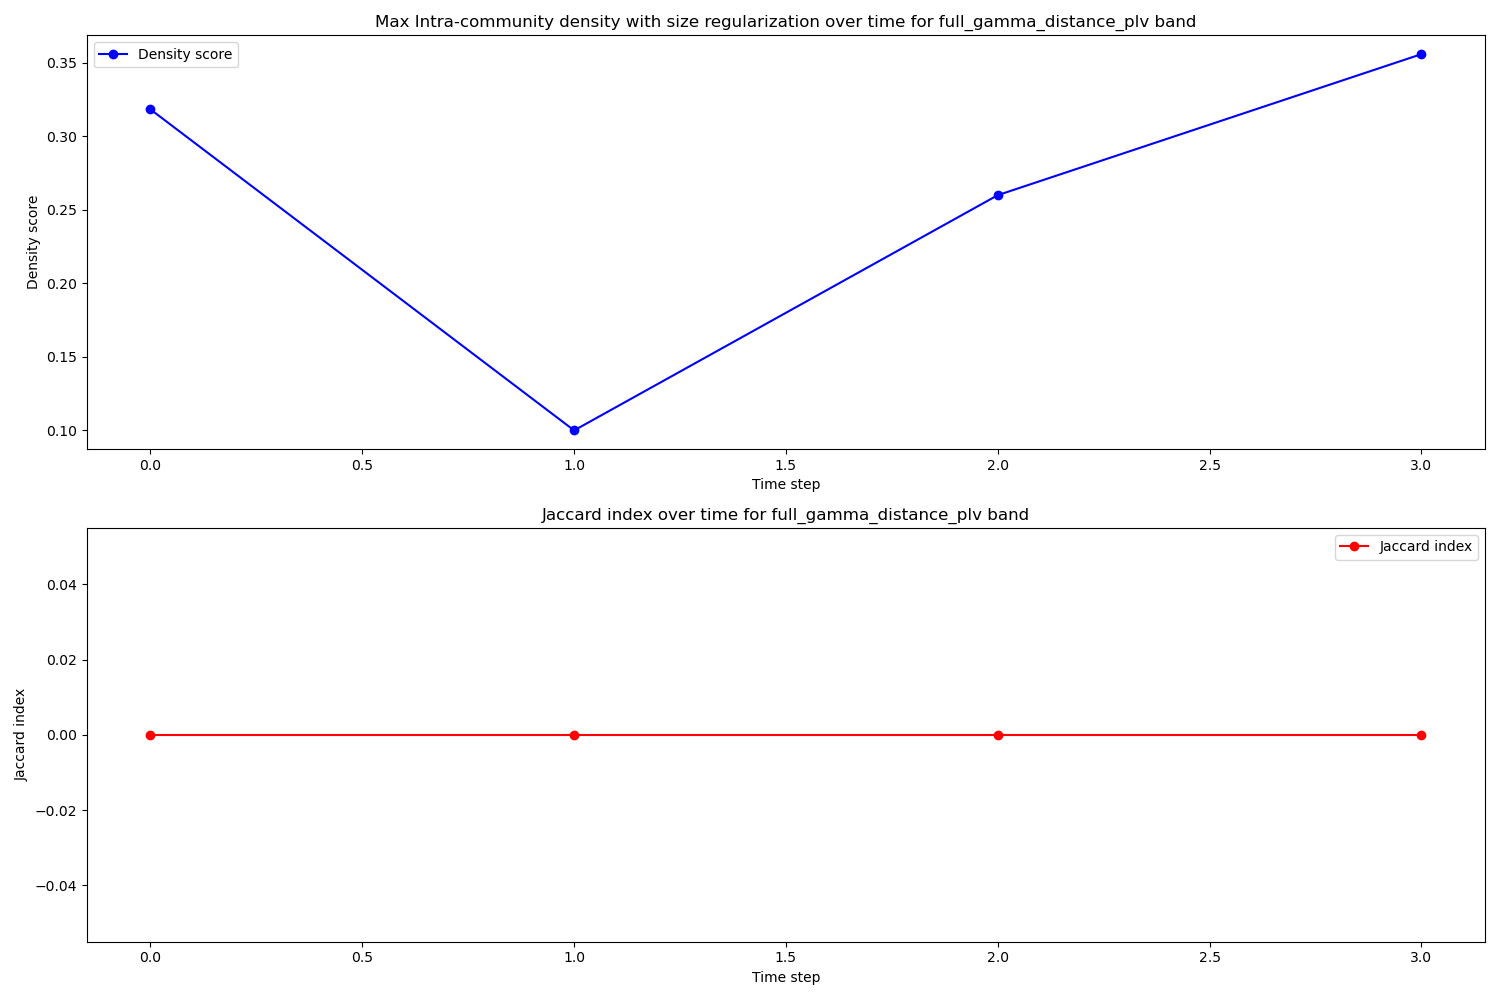 Max Intra-community density with size regularization over time for full_gamma_distance_plv band
Density score
Density score
0.35
0.30
0.25
0.20
0.15
0.10
0.0 0.5 1.0 1.5 2.0 2.5 3.0
Time step
Jaccard index over time for full_gamma_distance_plv band
Jaccard index
Jaccard index
0.04
0.02
0.00
−0.02
−0.04
0.0 0.5 1.0 1.5 2.0 2.5 3.0
Time step